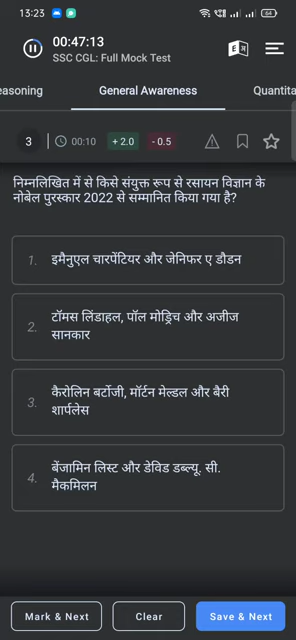 13:23
64
00:47:13
SSC CGL: Full Mock Test
easoning
General Awareness
Quantita
3
00:10
+ 2.0
- 0.5
निम्नलिखित में से किसे संयुक्त रूप से रसायन विज्ञान के
नोबेल पुरस्कार 2022 से सम्मानित किया गया है?
1. इमैनुएल चारपेंटियर और जेनिफर ए डौडन
2. टॉमस लिंडाहल, पॉल मोड्रिच और अजीज
सानकार
3. कैरोलिन बर्टोजी, मॉर्टन मेल्डल और बैरी
शार्पलेस
4. बेंजामिन लिस्ट और डेविड डब्ल्यू. सी.
मैकमिलन
Mark & Next
Clear
Save & Next